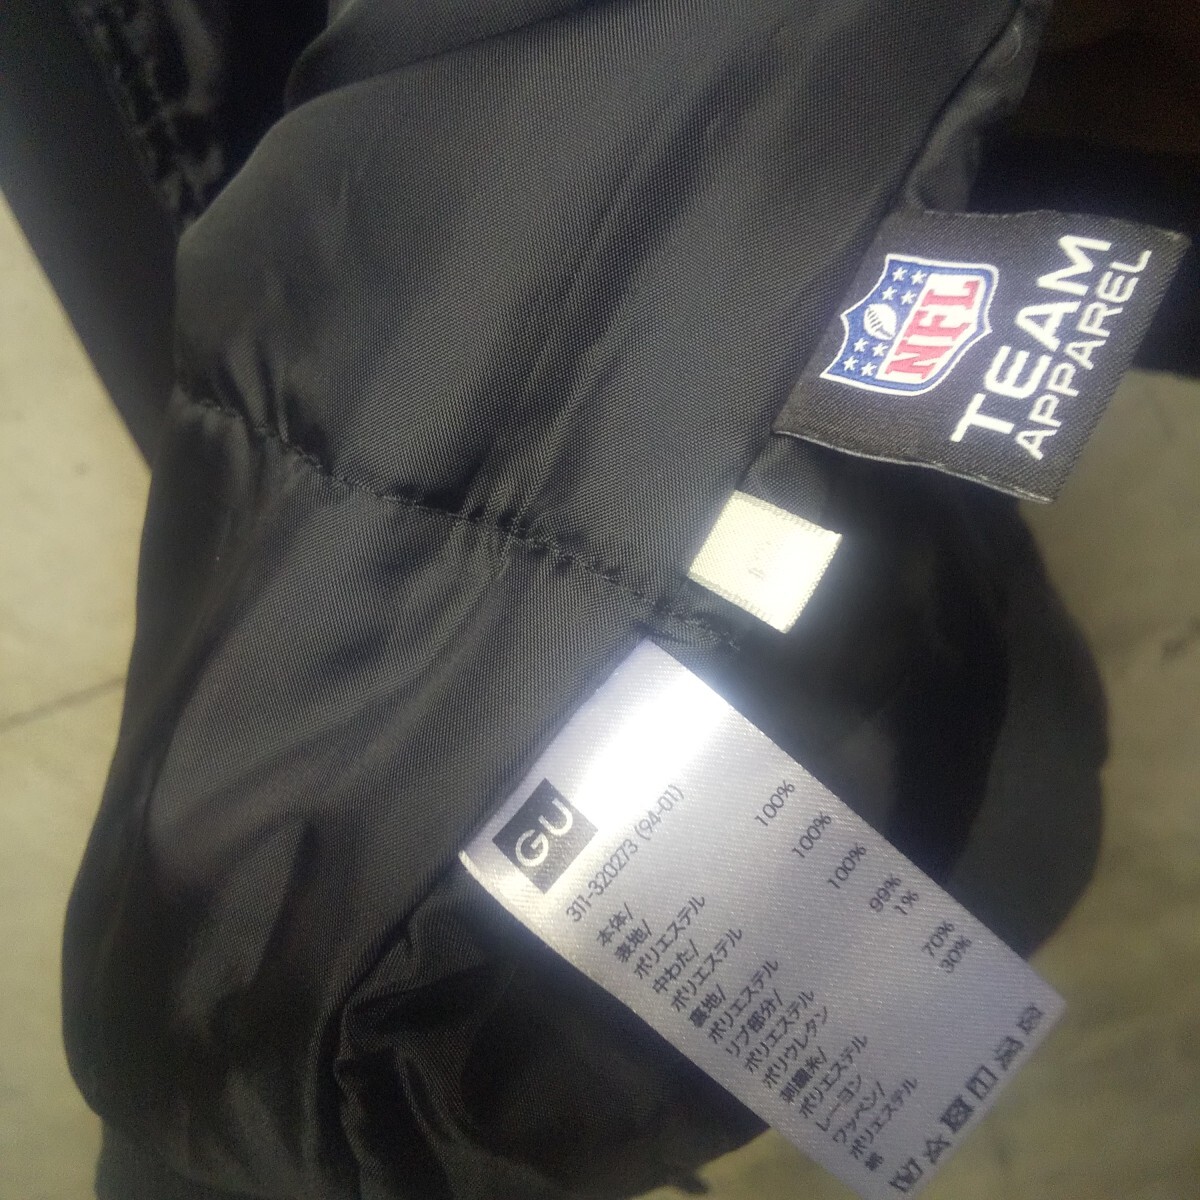 NFL
TEAM
APPAREL
GU
311-320273 (94-01)
本体/
表地/
ポリエステル 100%
中わた/
ポリエステル 100%
裏地/
ポリエステル 100%
リブ部分/
ポリエステル 99%
ポリウレタン 1%
刺繍糸/
ポリエステル 70%
レーヨン 30%
ワッペン/
ポリエステル
綿